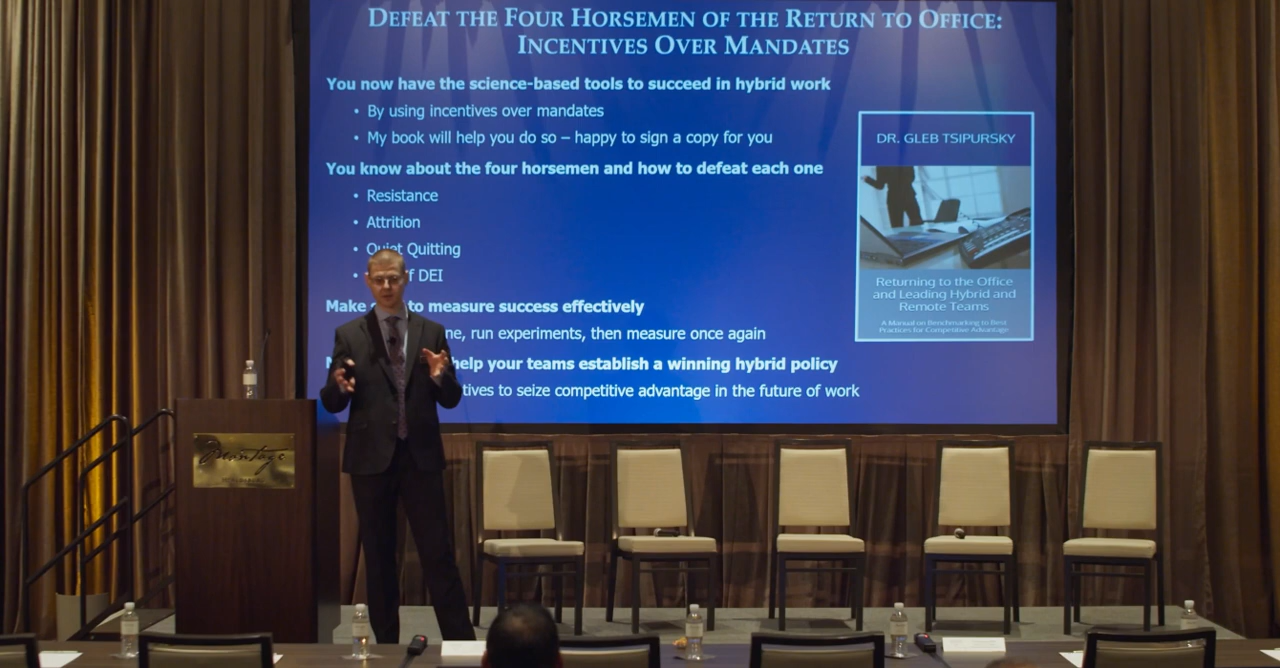 DEFEAT THE FOUR HORSEMEN OF THE RETURN TO OFFICE:
INCENTIVES OVER MANDATES
You now have the science-based tools to succeed in hybrid work
• By using incentives over mandates
• My book will help you do so – happy to sign a copy for you
You know about the four horsemen and how to defeat each one
• Resistance
• Attrition
• Quiet Quitting
• f DEI
Make to measure success effectively
ne, run experiments, then measure once again
help your teams establish a winning hybrid policy
tives to seize competitive advantage in the future of work
DR. GLEB TSIPURSKY
Returning to the Office
and Leading Hybrid and
Remote Teams
A Manual on Benchmarking to Best
Practices for Competitive Advantage
Montage